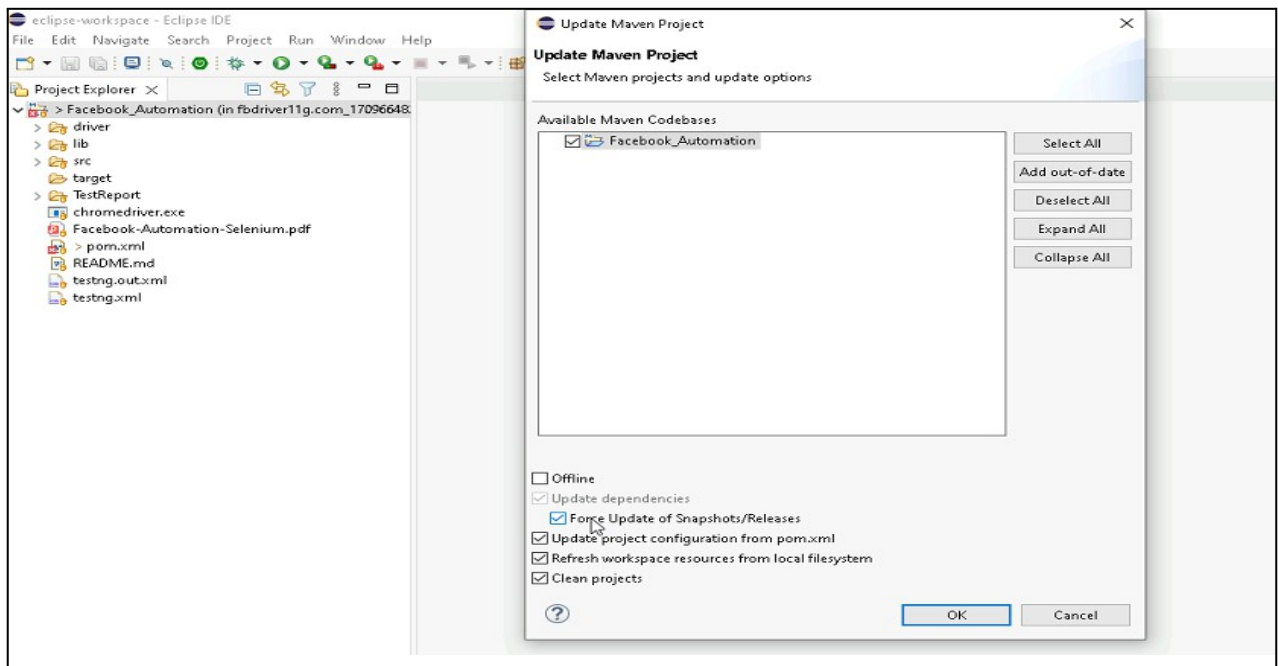 eclipse-workspace - Eclipse IDE
File Edit Navigate Search Project Run Window Help
Project Explorer
> Facebook_Automation (in fbdriver11g.com_17096648
driver
lib
src
target
TestReport
chromedriver.exe
Facebook-Automation-Selenium.pdf
> pom.xml
README.md
testng.out.xml
testng.xml
Update Maven Project
Update Maven Project
Select Maven projects and update options
Available Maven Codebases
Facebook_Automation
Select All
Add out-of-date
Deselect All
Expand All
Collapse All
Offline
Update dependencies
Force Update of Snapshots/Releases
Update project configuration from pom.xml
Refresh workspace resources from local filesystem
Clean projects
OK
Cancel